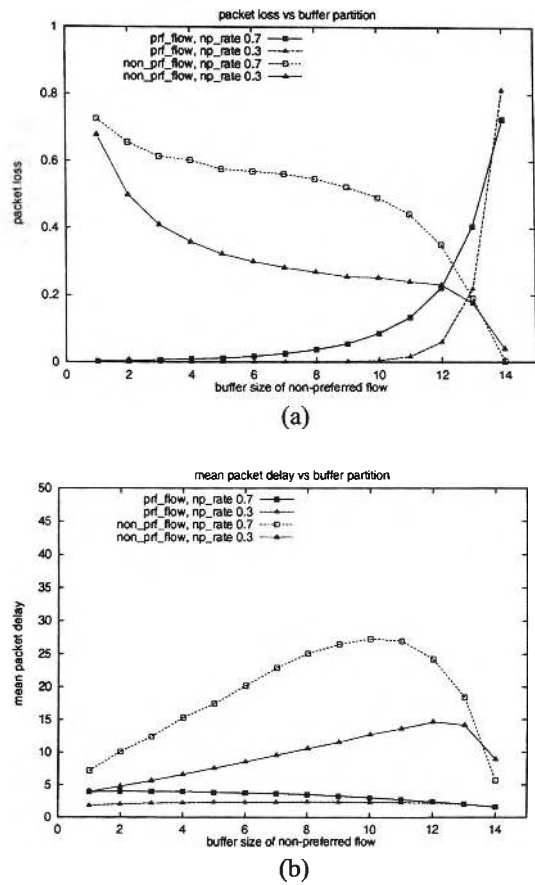 packet loss vs buffer partition
prf_flow, np_rate 0.7
prf_flow, np_rate 0.3
non_prf_flow, np_rate 0.7
non_prf_flow, np_rate 0.3
1
0.8
0.6
0.4
0.2
0
packet loss
0 2 4 6 8 10 12 14
buffer size of non-preferred flow
(a)
mean packet delay vs buffer partition
prf_flow, np_rate 0.7
prf_flow, np_rate 0.3
non_prf_flow, np_rate 0.7
non_prf_flow, np_rate 0.3
50
45
40
35
30
25
20
15
10
5
0
mean packet delay
0 2 4 6 8 10 12 14
buffer size of non-preferred flow
(b)